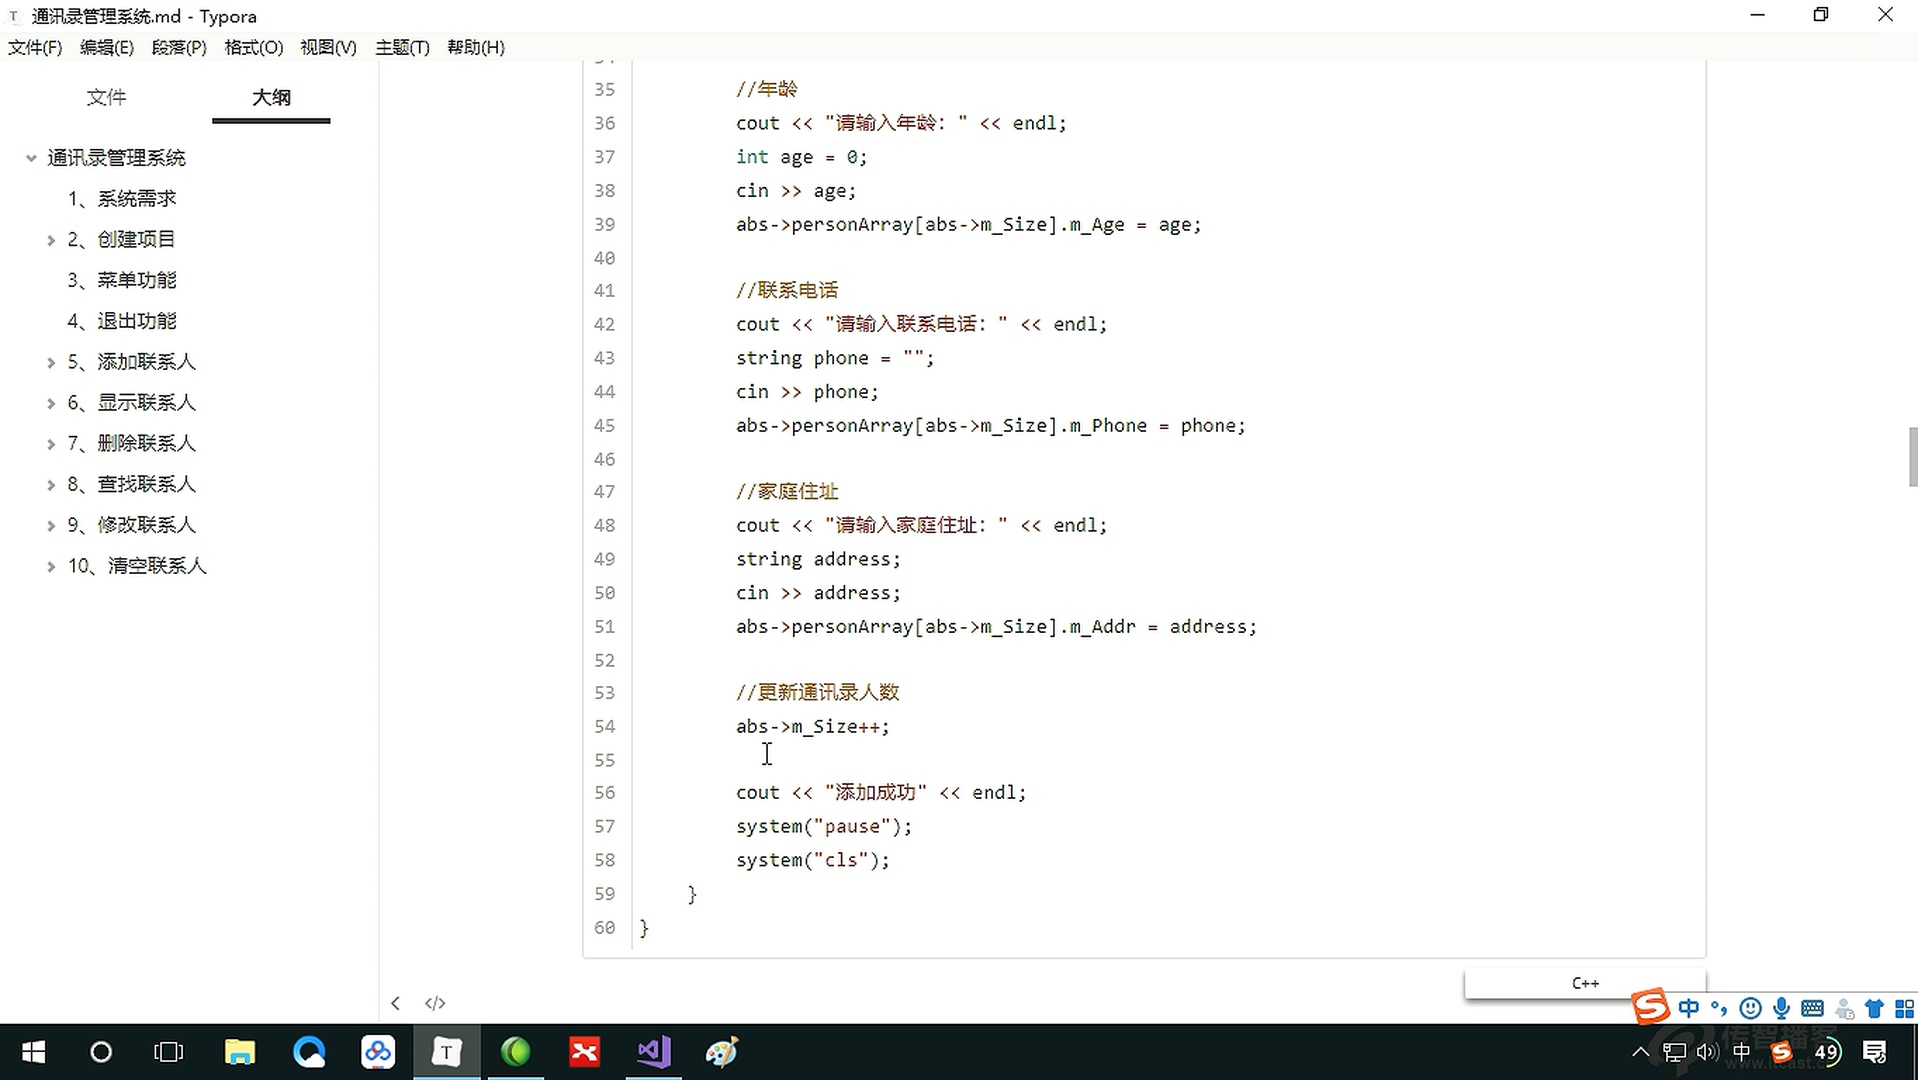 通讯录管理系统.md - Typora
文件(F) 编辑(E) 段落(P) 格式(O) 视图(V) 主题(T) 帮助(H)
文件 大纲
通讯录管理系统
1、系统需求
2、创建项目
3、菜单功能
4、退出功能
5、添加联系人
6、显示联系人
7、删除联系人
8、查找联系人
9、修改联系人
10、清空联系人
35 //年龄
36 cout << "请输入年龄：" << endl;
37 int age = 0;
38 cin >> age;
39 abs->personArray[abs->m_Size].m_Age = age;
40
41 //联系电话
42 cout << "请输入联系电话：" << endl;
43 string phone = "";
44 cin >> phone;
45 abs->personArray[abs->m_Size].m_Phone = phone;
46
47 //家庭住址
48 cout << "请输入家庭住址：" << endl;
49 string address;
50 cin >> address;
51 abs->personArray[abs->m_Size].m_Addr = address;
52
53 //更新通讯录人数
54 abs->m_Size++;
55
56 cout << "添加成功" << endl;
57 system("pause");
58 system("cls");
59 }
60 }
C++
中
中 49
传智播客